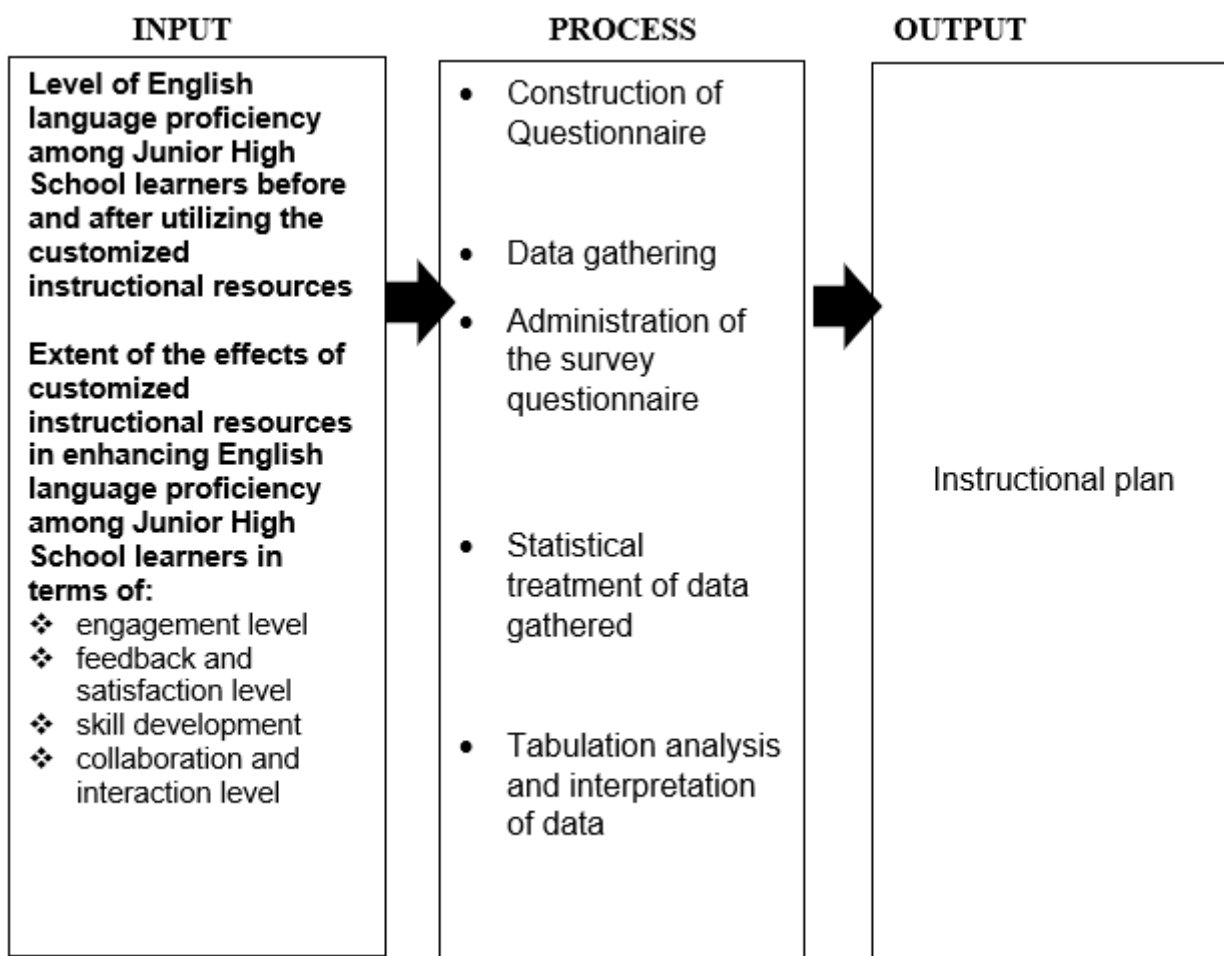 INPUT
PROCESS
OUTPUT
Level of English
language proficiency
among Junior High
School learners before
and after utilizing the
customized
instructional resources
Extent of the effects of
customized
instructional resources
in enhancing English
language proficiency
among Junior High
School learners in
terms of:
❖ engagement level
❖ feedback and
satisfaction level
❖ skill development
❖ collaboration and
interaction level
• Construction of
Questionnaire
• Data gathering
• Administration of
the survey
questionnaire
• Statistical
treatment of data
gathered
• Tabulation analysis
and interpretation
of data
Instructional plan